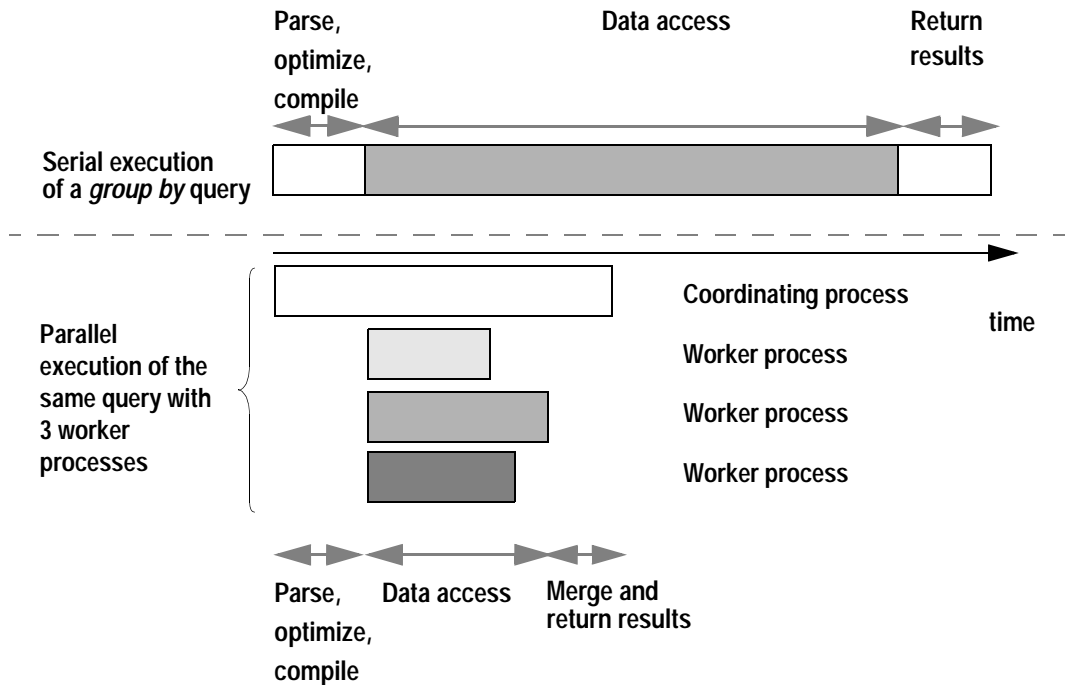 Parse,
optimize,
compile
Data access
Return
results
Serial execution
of a group by query
Coordinating process
time
Parallel
execution of the
same query with
3 worker
processes
Worker process
Worker process
Worker process
Parse,
optimize,
compile
Data access
Merge and
return results